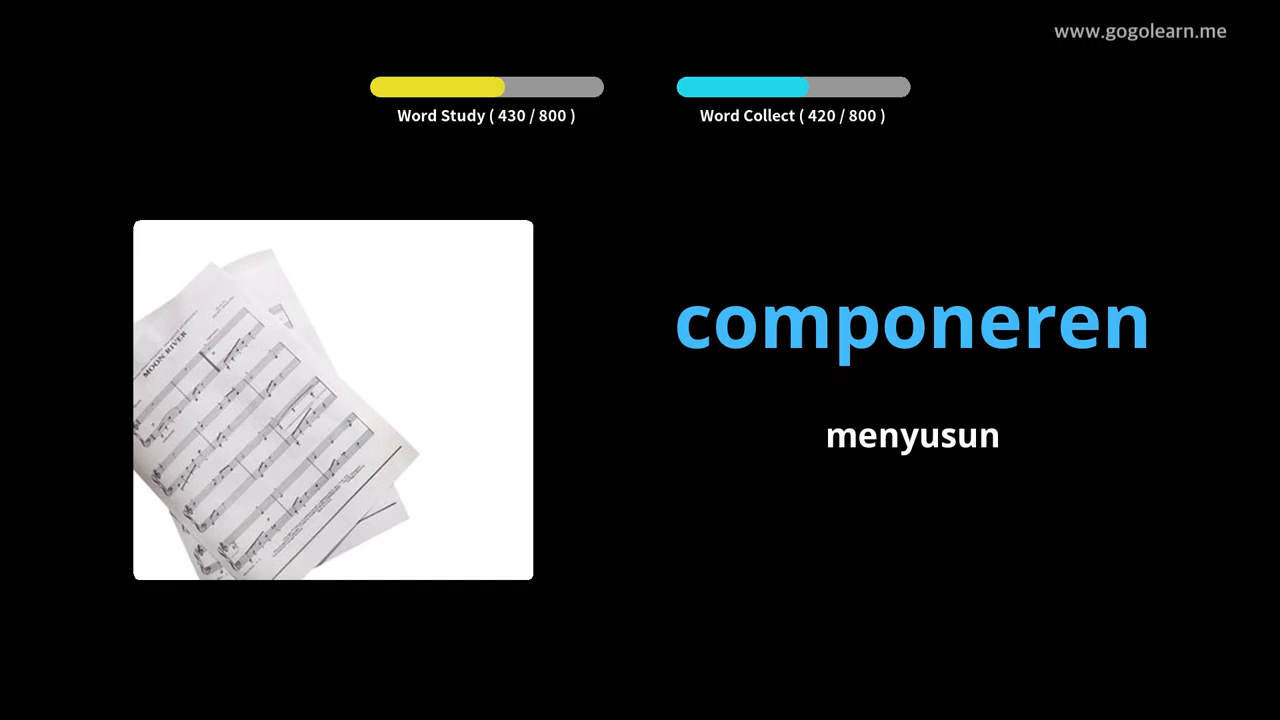 www.gogolearn.me
Word Study ( 430 / 800 )
Word Collect ( 420 / 800 )
MOON RIVER
componeren
menyusun